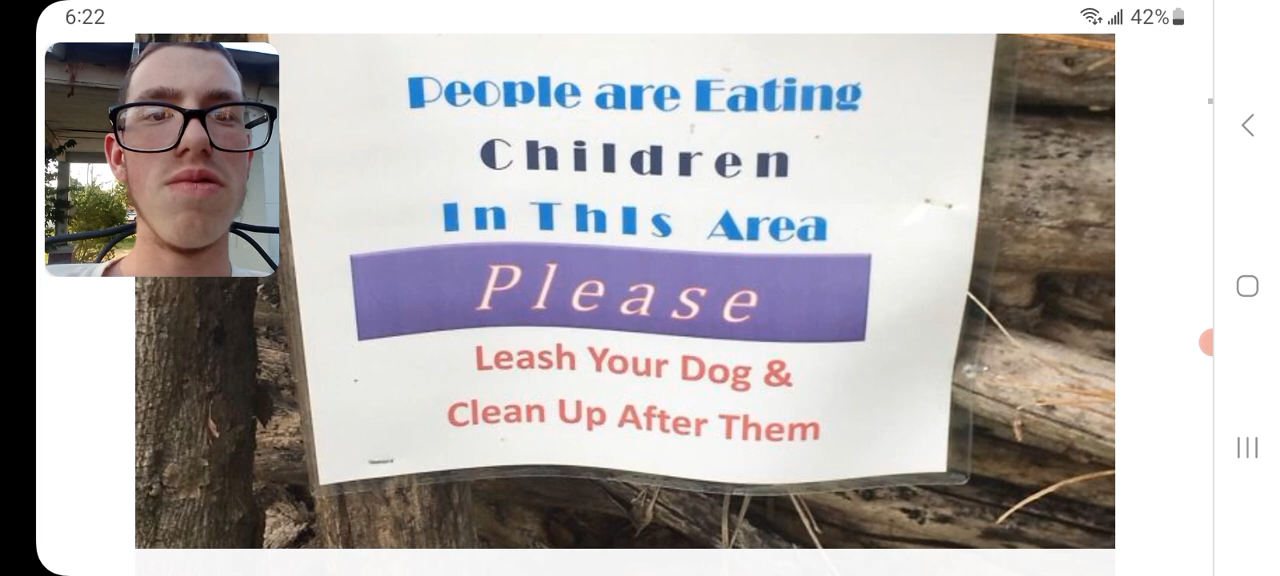 6:22
42%
People are Eating
Children
In ThIs Area
Please
Leash Your Dog &
Clean Up After Them